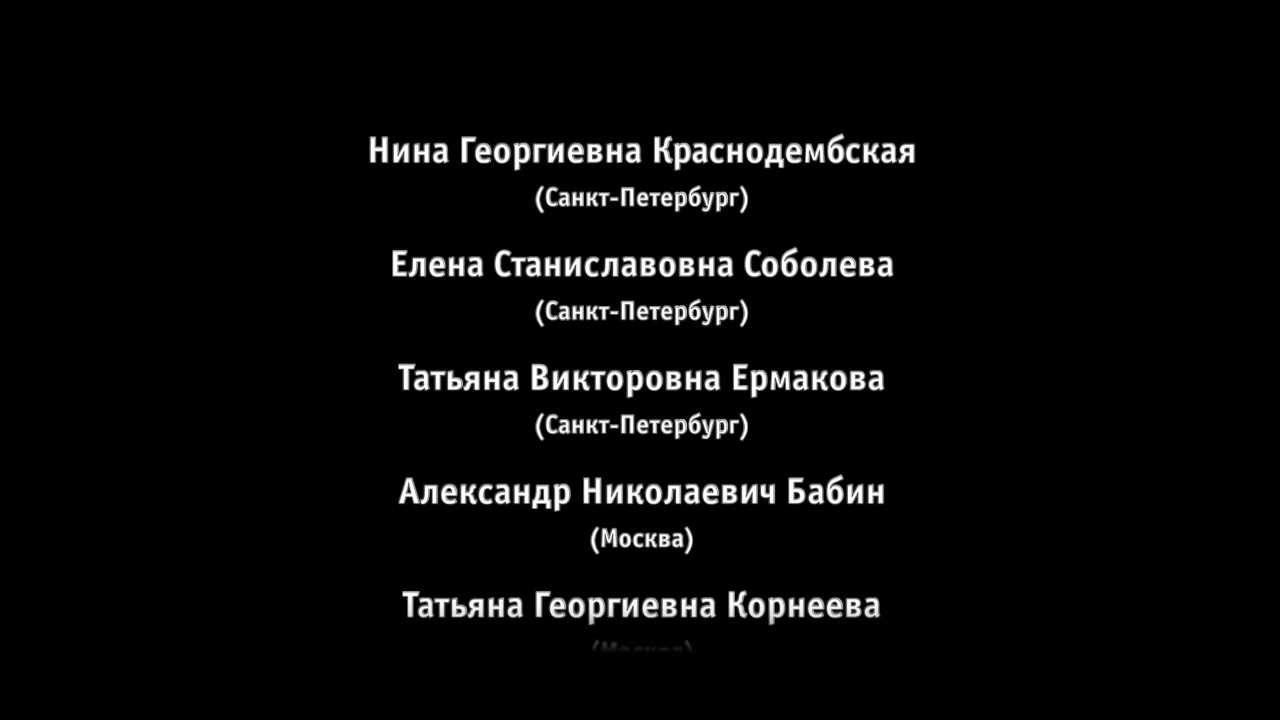 Нина Георгиевна Краснодембская
(Санкт-Петербург)
Елена Станиславовна Соболева
(Санкт-Петербург)
Татьяна Викторовна Ермакова
(Санкт-Петербург)
Александр Николаевич Бабин
(Москва)
Татьяна Георгиевна Корнеева
(Москва)